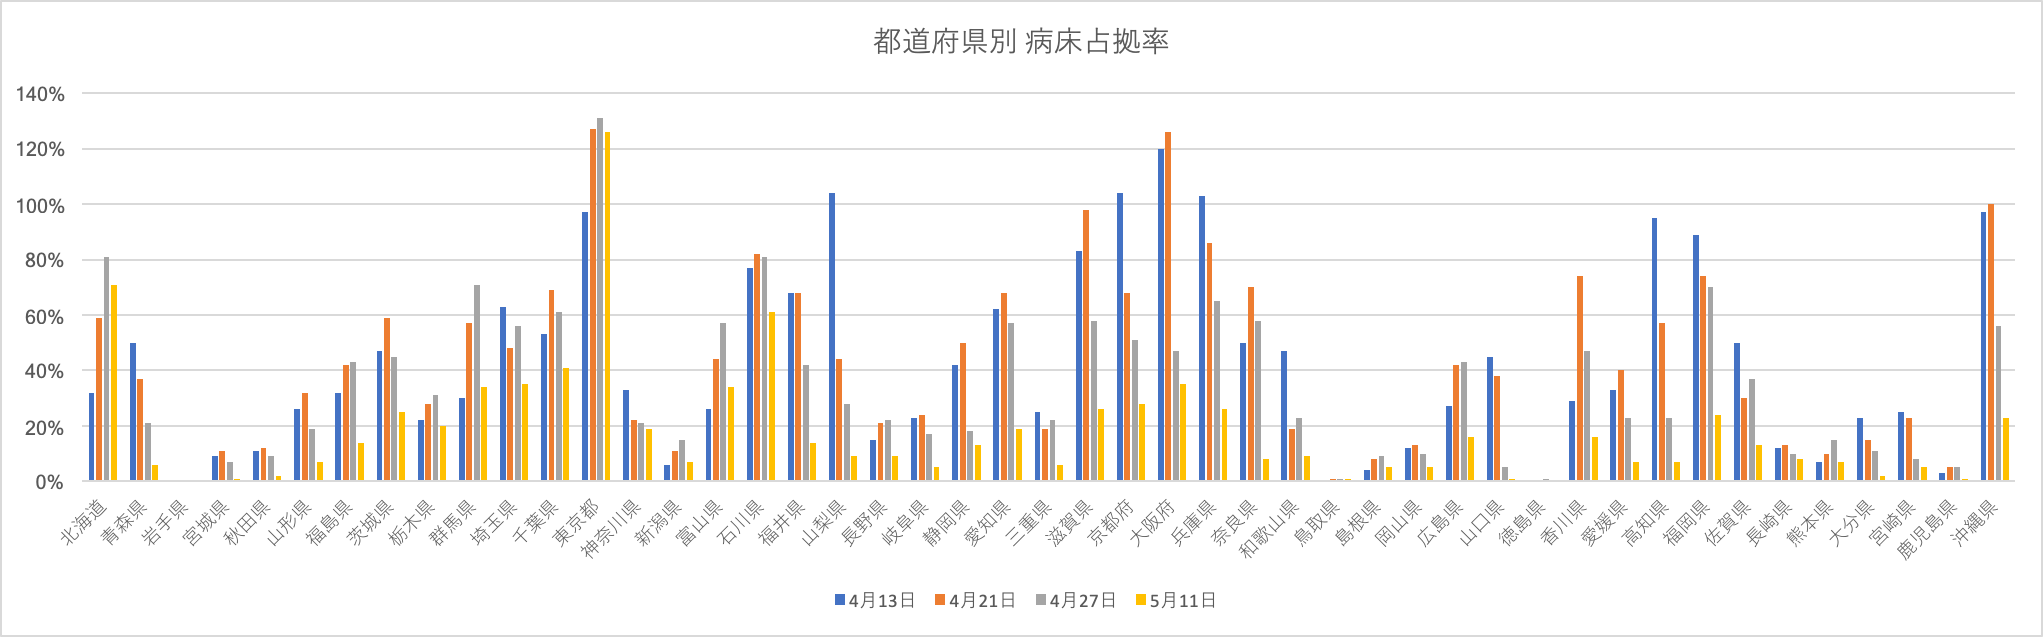 都道府県別 病床占拠率
140%
120%
100%
80%
60%
40%
20%
0%
北海道
青森県
岩手県
宮城県
秋田県
山形県
福島県
茨城県
栃木県
群馬県
埼玉県
千葉県
東京都
神奈川県
新潟県
富山県
石川県
福井県
山梨県
長野県
岐阜県
静岡県
愛知県
三重県
滋賀県
京都府
大阪府
兵庫県
奈良県
和歌山県
鳥取県
島根県
岡山県
広島県
山口県
徳島県
香川県
愛媛県
高知県
福岡県
佐賀県
長崎県
熊本県
大分県
宮崎県
鹿児島県
沖縄県
4月13日 4月21日 4月27日 5月11日